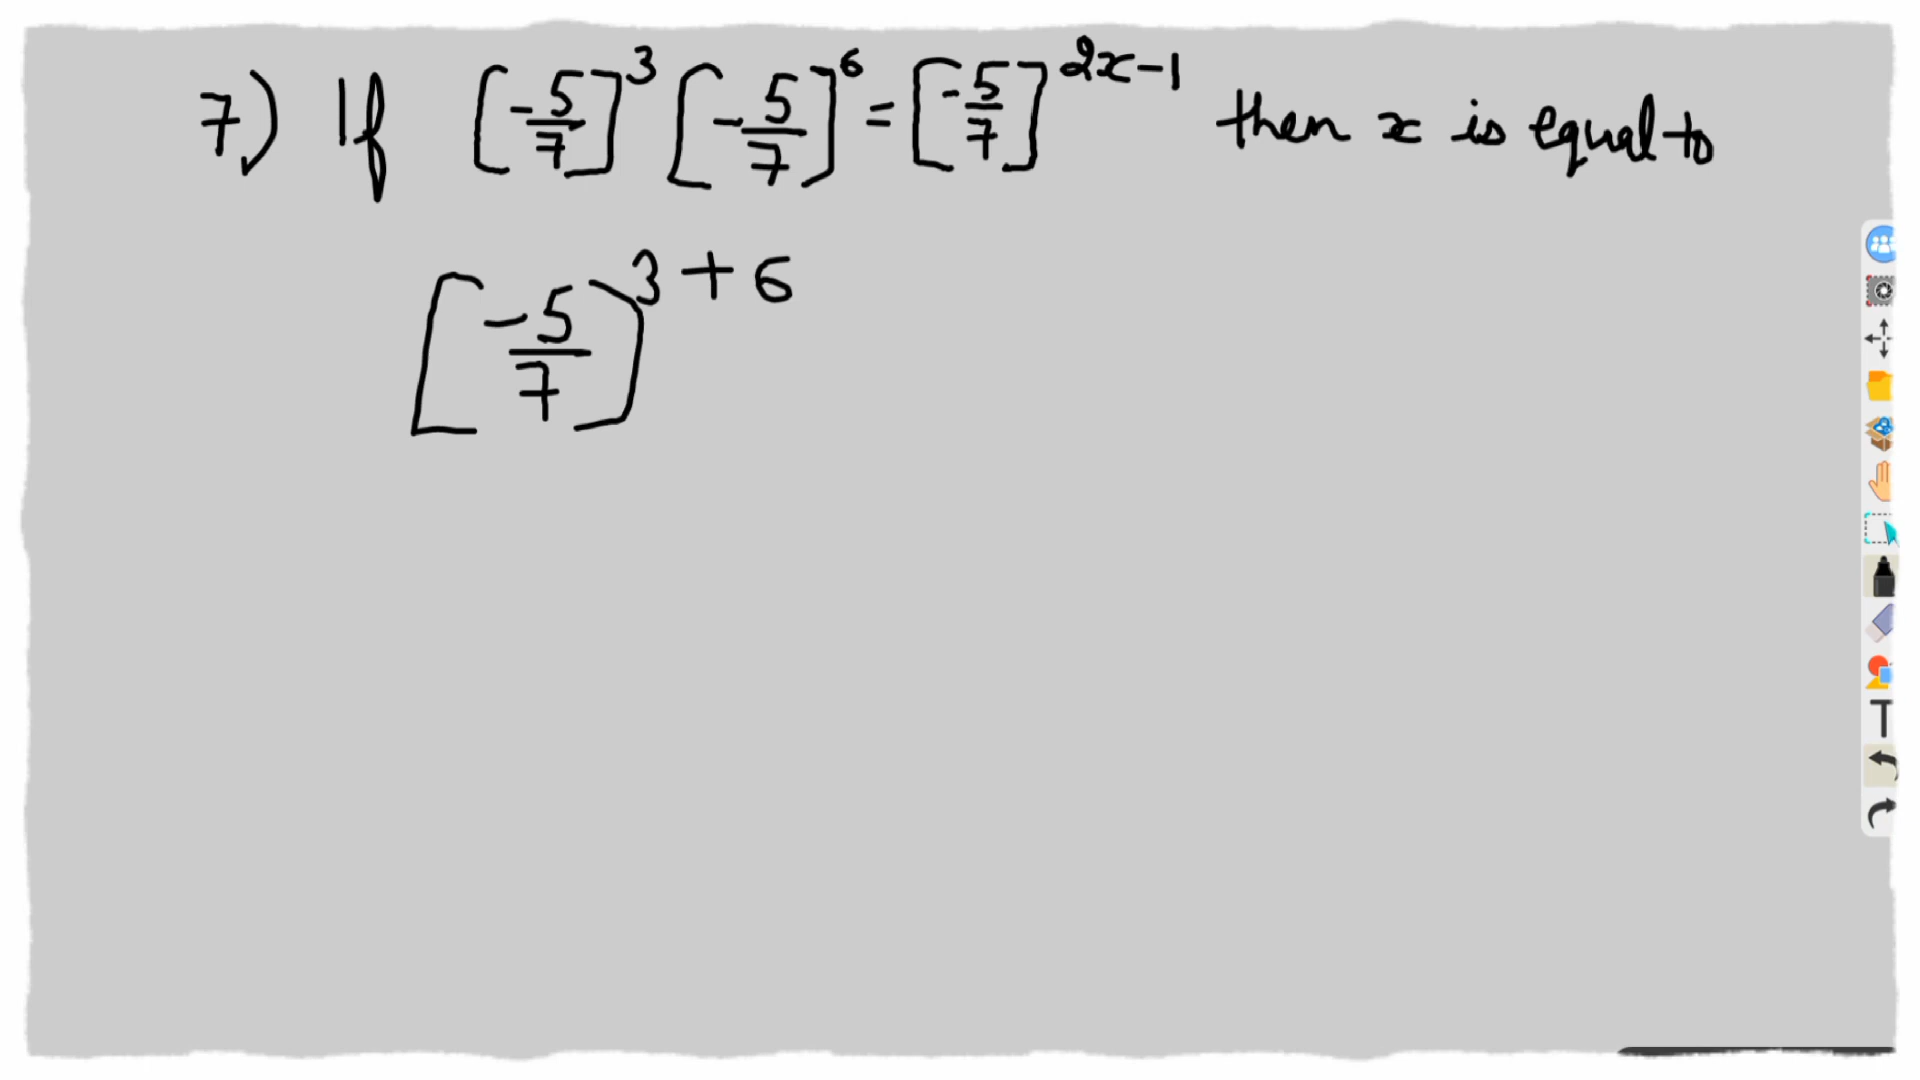 7) If [-5/7]^3 [-5/7]^6 = [-5/7]^2x-1 then x is equal to
[-5/7]^3+6
T